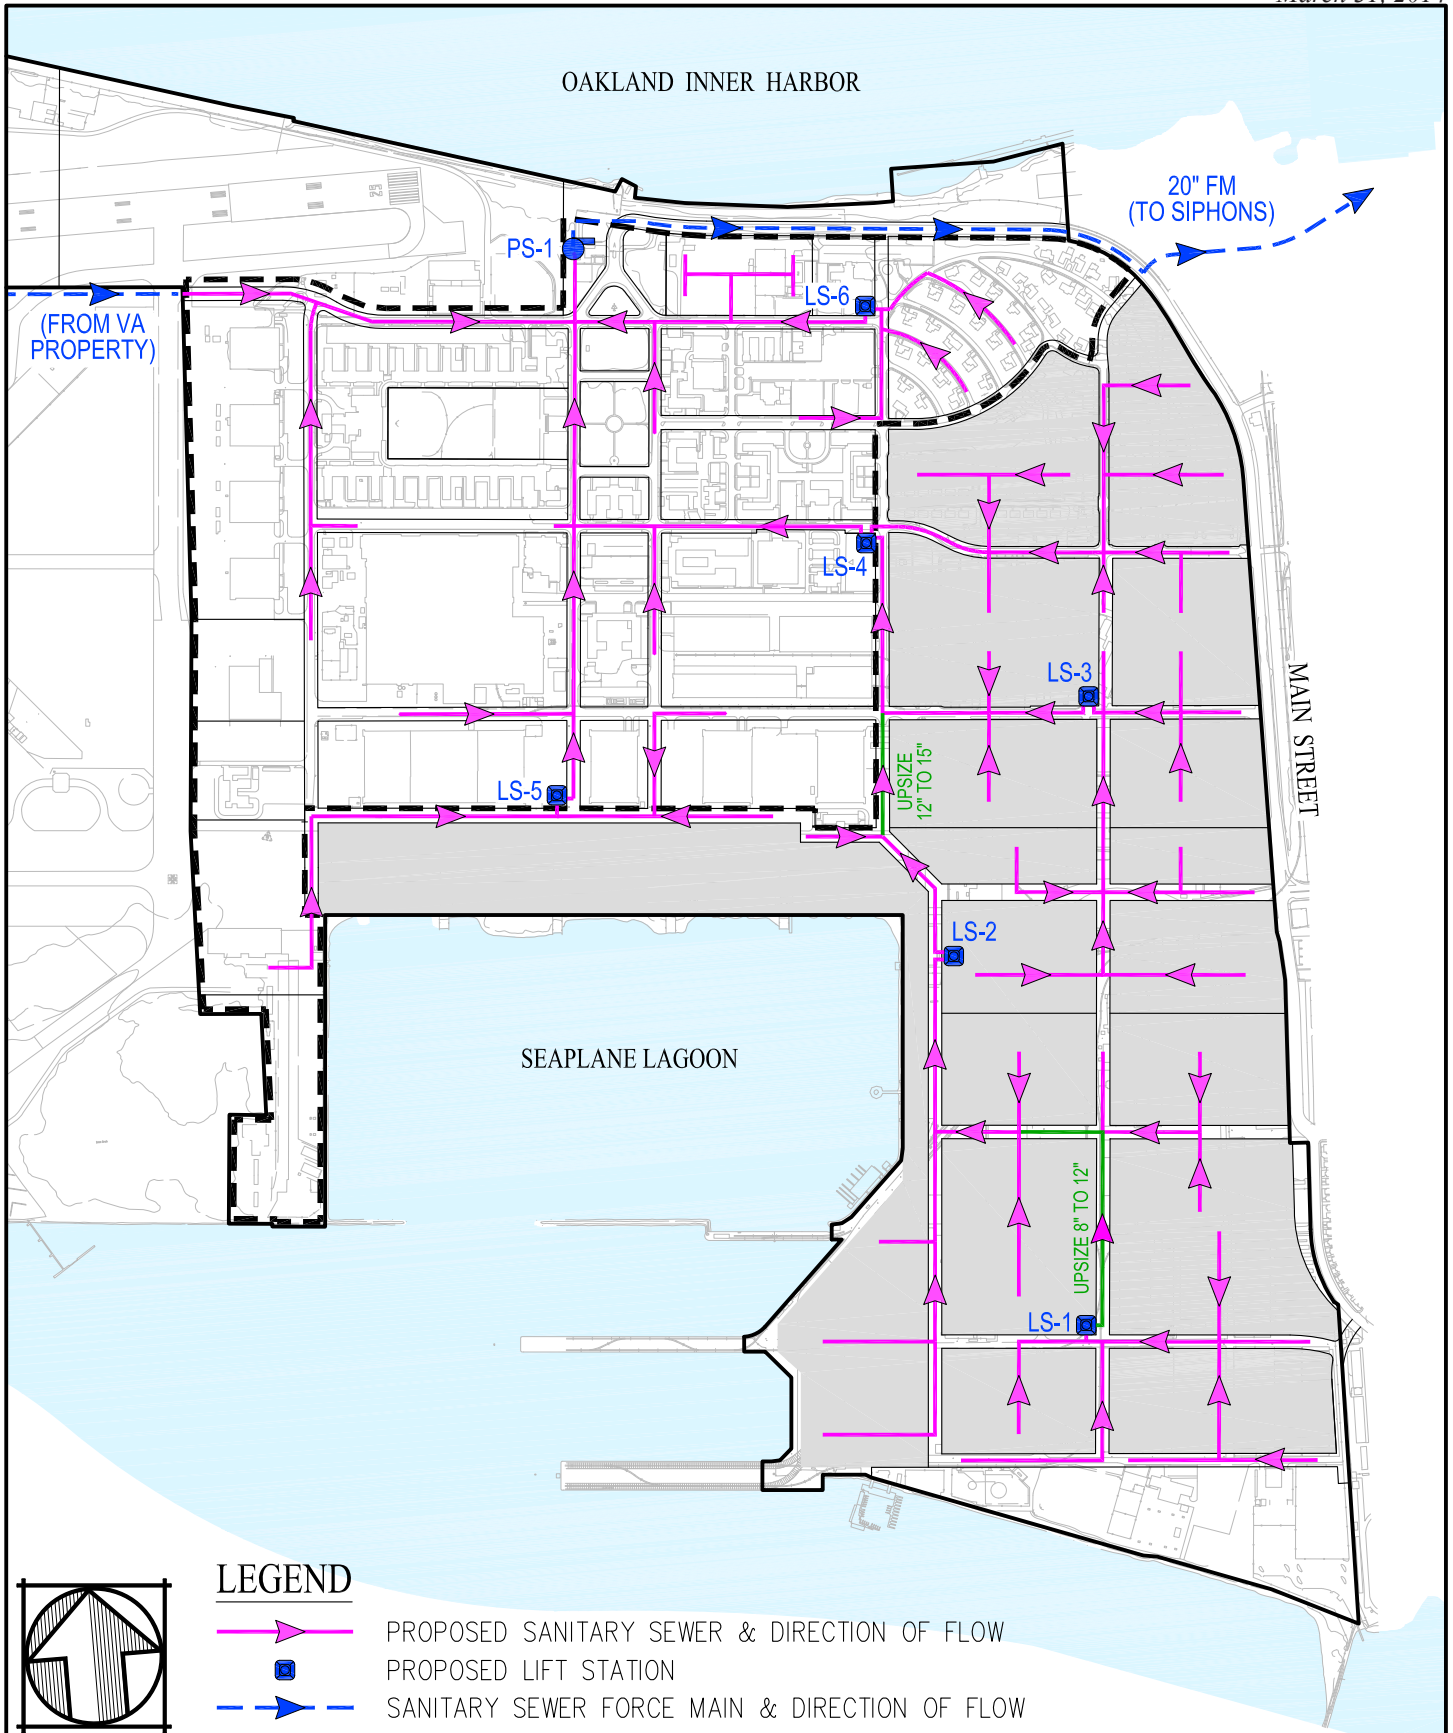 OAKLAND INNER HARBOR
20" FM
(TO SIPHONS)
PS-1
LS-6
(FROM VA
PROPERTY)
LS-4
LS-3
MAIN STREET
UPSIZE
12" TO 15"
LS-5
LS-2
SEAPLANE LAGOON
UPSIZE 8" TO 12"
LS-1
LEGEND
PROPOSED SANITARY SEWER & DIRECTION OF FLOW
PROPOSED LIFT STATION
SANITARY SEWER FORCE MAIN & DIRECTION OF FLOW